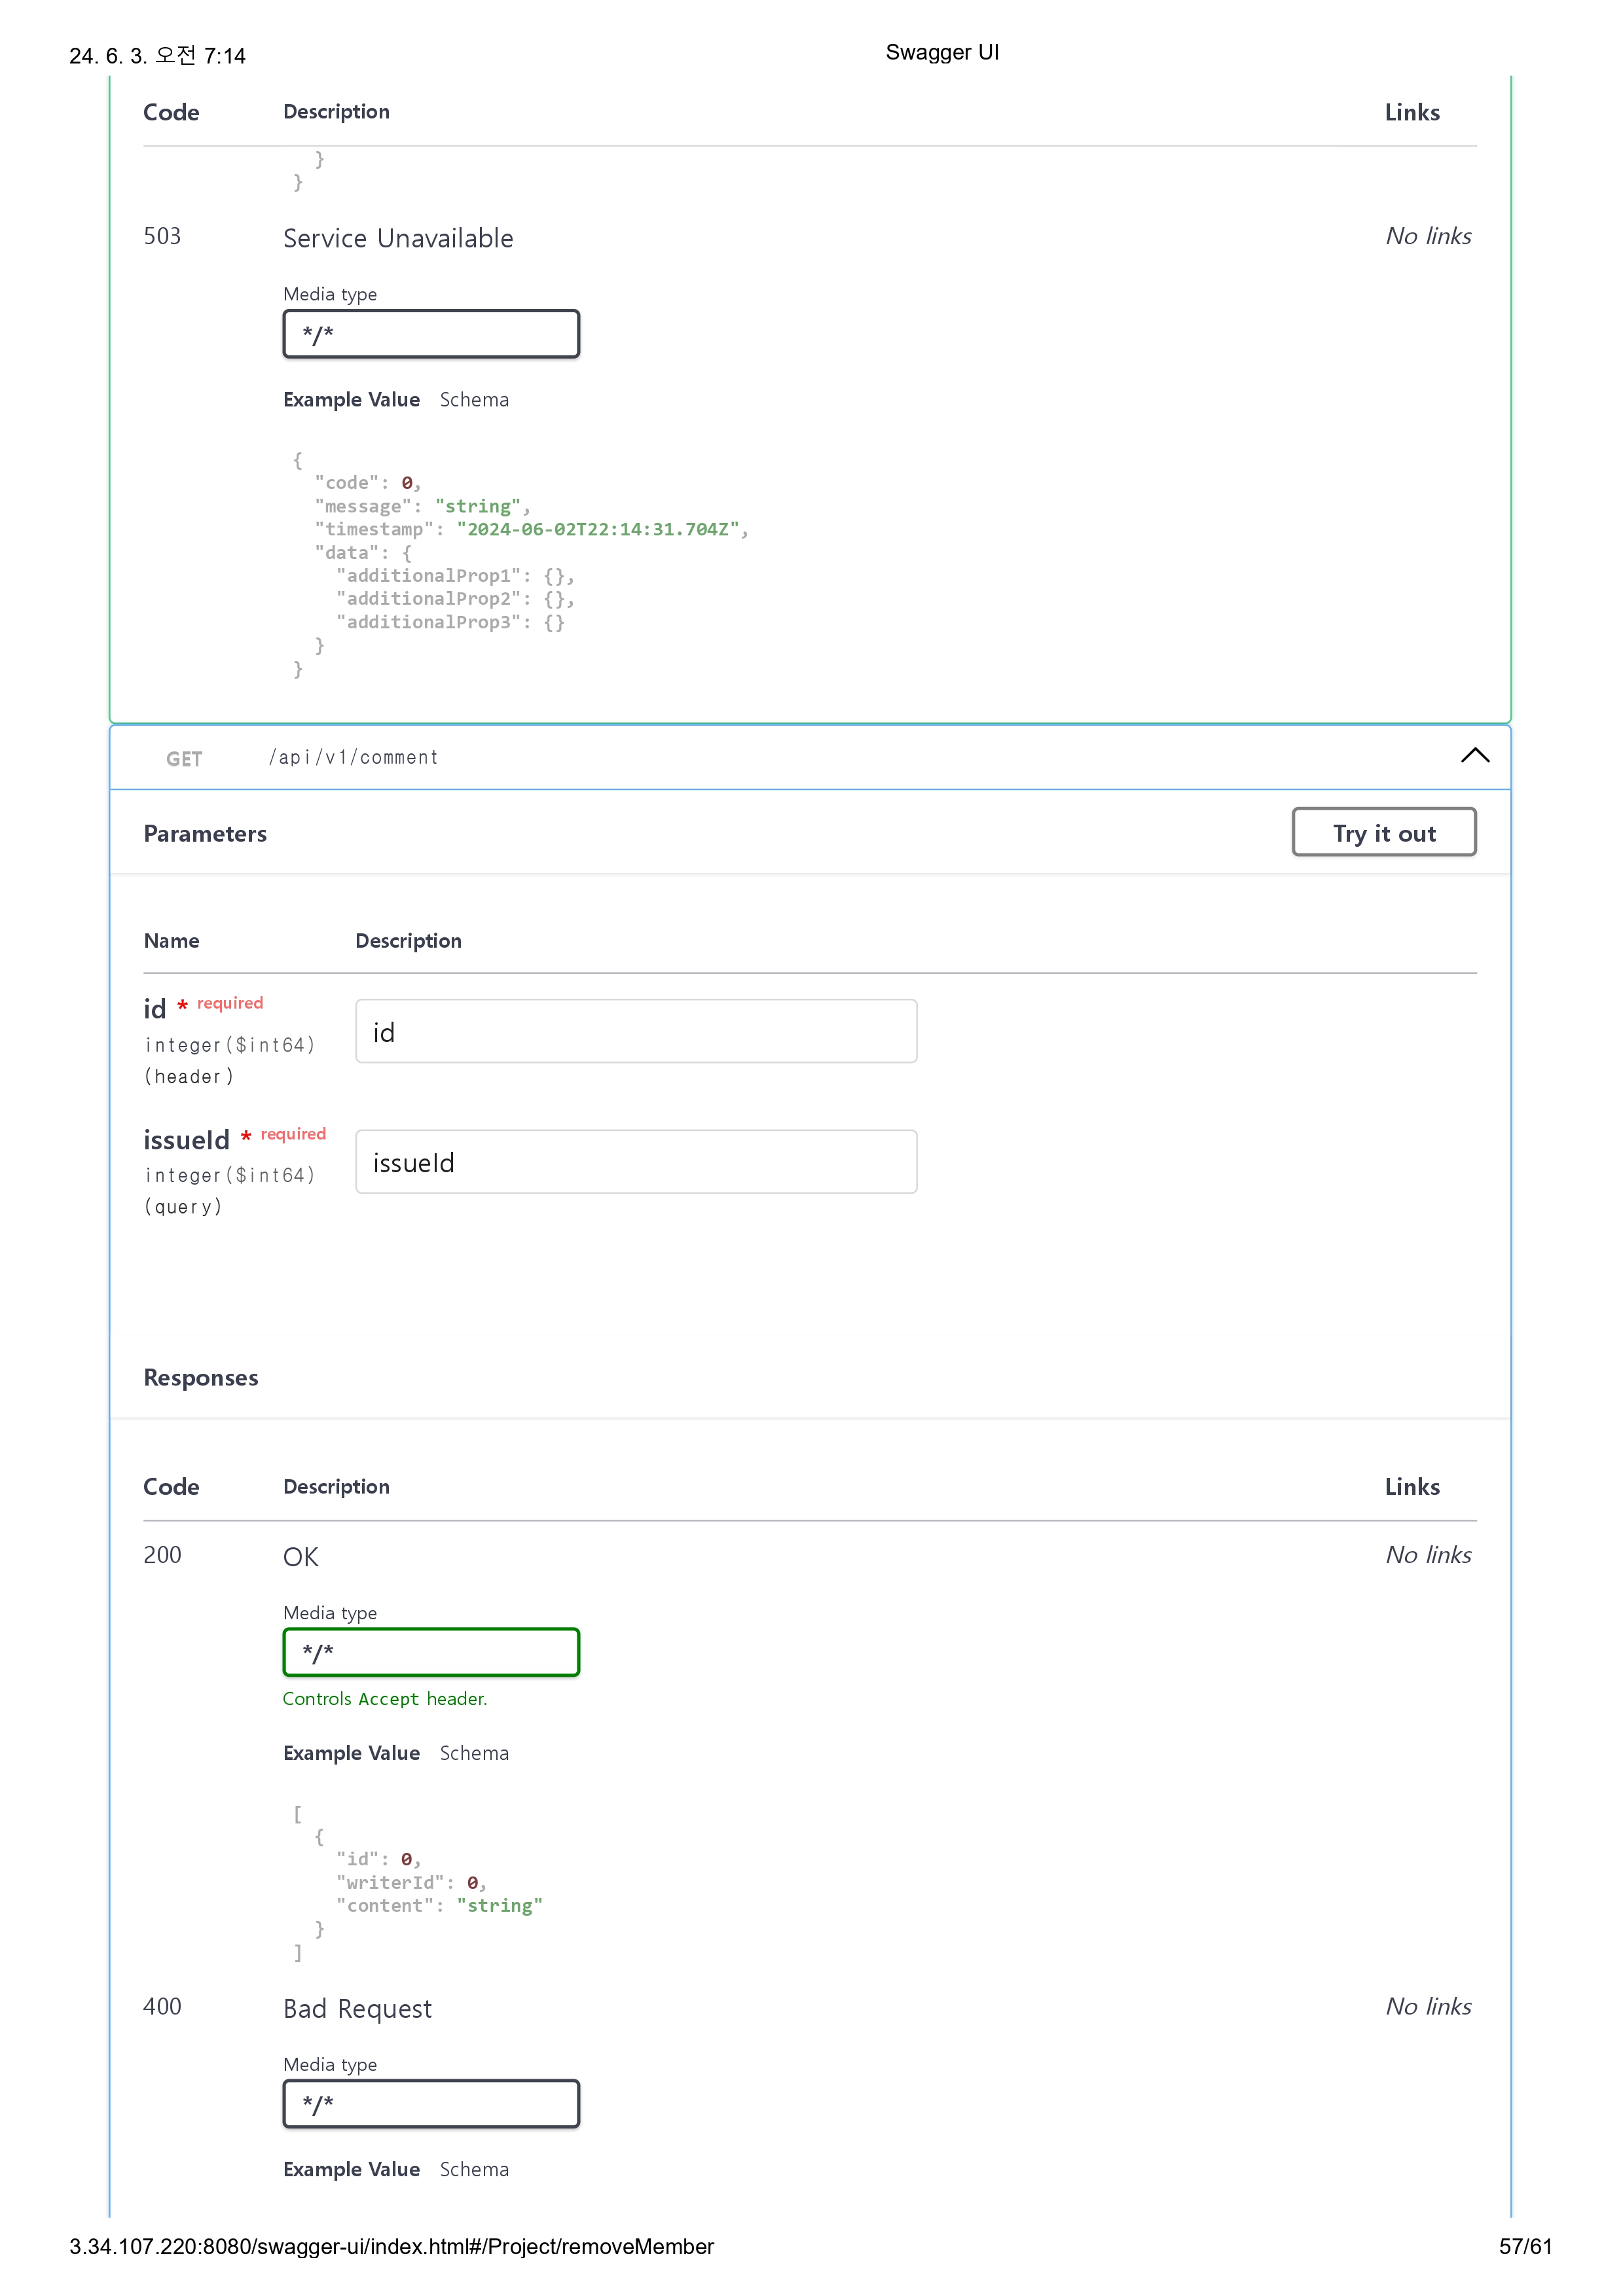 24. 6. 3. 오전 7:14 Swagger UI
Code Description Links
}
}
503 Service Unavailable No links
Media type
*/*
Example Value Schema
{
"code": 0,
"message": "string",
"timestamp": "2024-06-02T22:14:31.704Z",
"data": {
"additionalProp1": {},
"additionalProp2": {},
"additionalProp3": {}
}
}
GET /api/v1/comment
Parameters Try it out
Name Description
id * required
id
integer($int64)
(header)
issueId * required
issueId
integer($int64)
(query)
Responses
Code Description Links
200 OK No links
Media type
*/*
Controls Accept header.
Example Value Schema
[
{
"id": 0,
"writerId": 0,
"content": "string"
}
]
400 Bad Request No links
Media type
*/*
Example Value Schema
3.34.107.220:8080/swagger-ui/index.html#/Project/removeMember 57/61